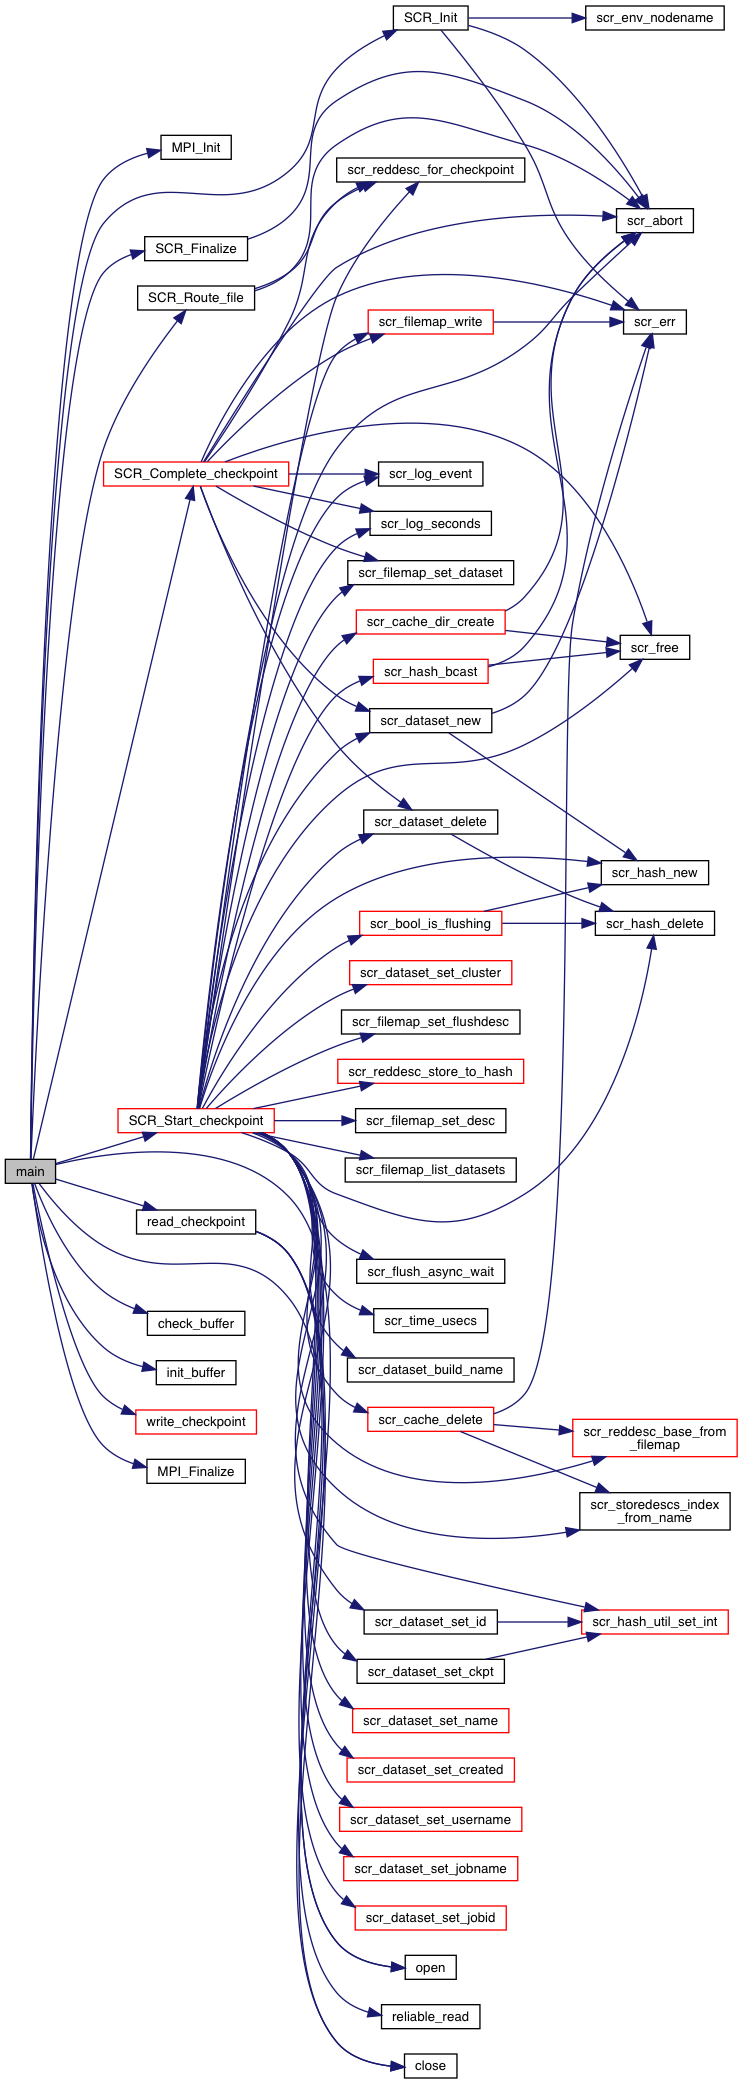 SCR_Init
scr_env_nodename
MPI_Init
scr_reddesc_for_checkpoint
scr_abort
SCR_Finalize
SCR_Route_file
scr_filemap_write
scr_err
SCR_Complete_checkpoint
scr_log_event
scr_log_seconds
scr_filemap_set_dataset
scr_cache_dir_create
scr_free
scr_hash_bcast
scr_dataset_new
scr_dataset_delete
scr_hash_new
scr_bool_is_flushing
scr_hash_delete
scr_dataset_set_cluster
scr_filemap_set_flushdesc
scr_reddesc_store_to_hash
SCR_Start_checkpoint
scr_filemap_set_desc
main
scr_filemap_list_datasets
read_checkpoint
scr_flush_async_wait
check_buffer
scr_time_usecs
init_buffer
scr_dataset_build_name
write_checkpoint
scr_cache_delete
scr_reddesc_base_from
_filemap
MPI_Finalize
scr_storedescs_index
_from_name
scr_dataset_set_id
scr_hash_util_set_int
scr_dataset_set_ckpt
scr_dataset_set_name
scr_dataset_set_created
scr_dataset_set_username
scr_dataset_set_jobname
scr_dataset_set_jobid
open
reliable_read
close